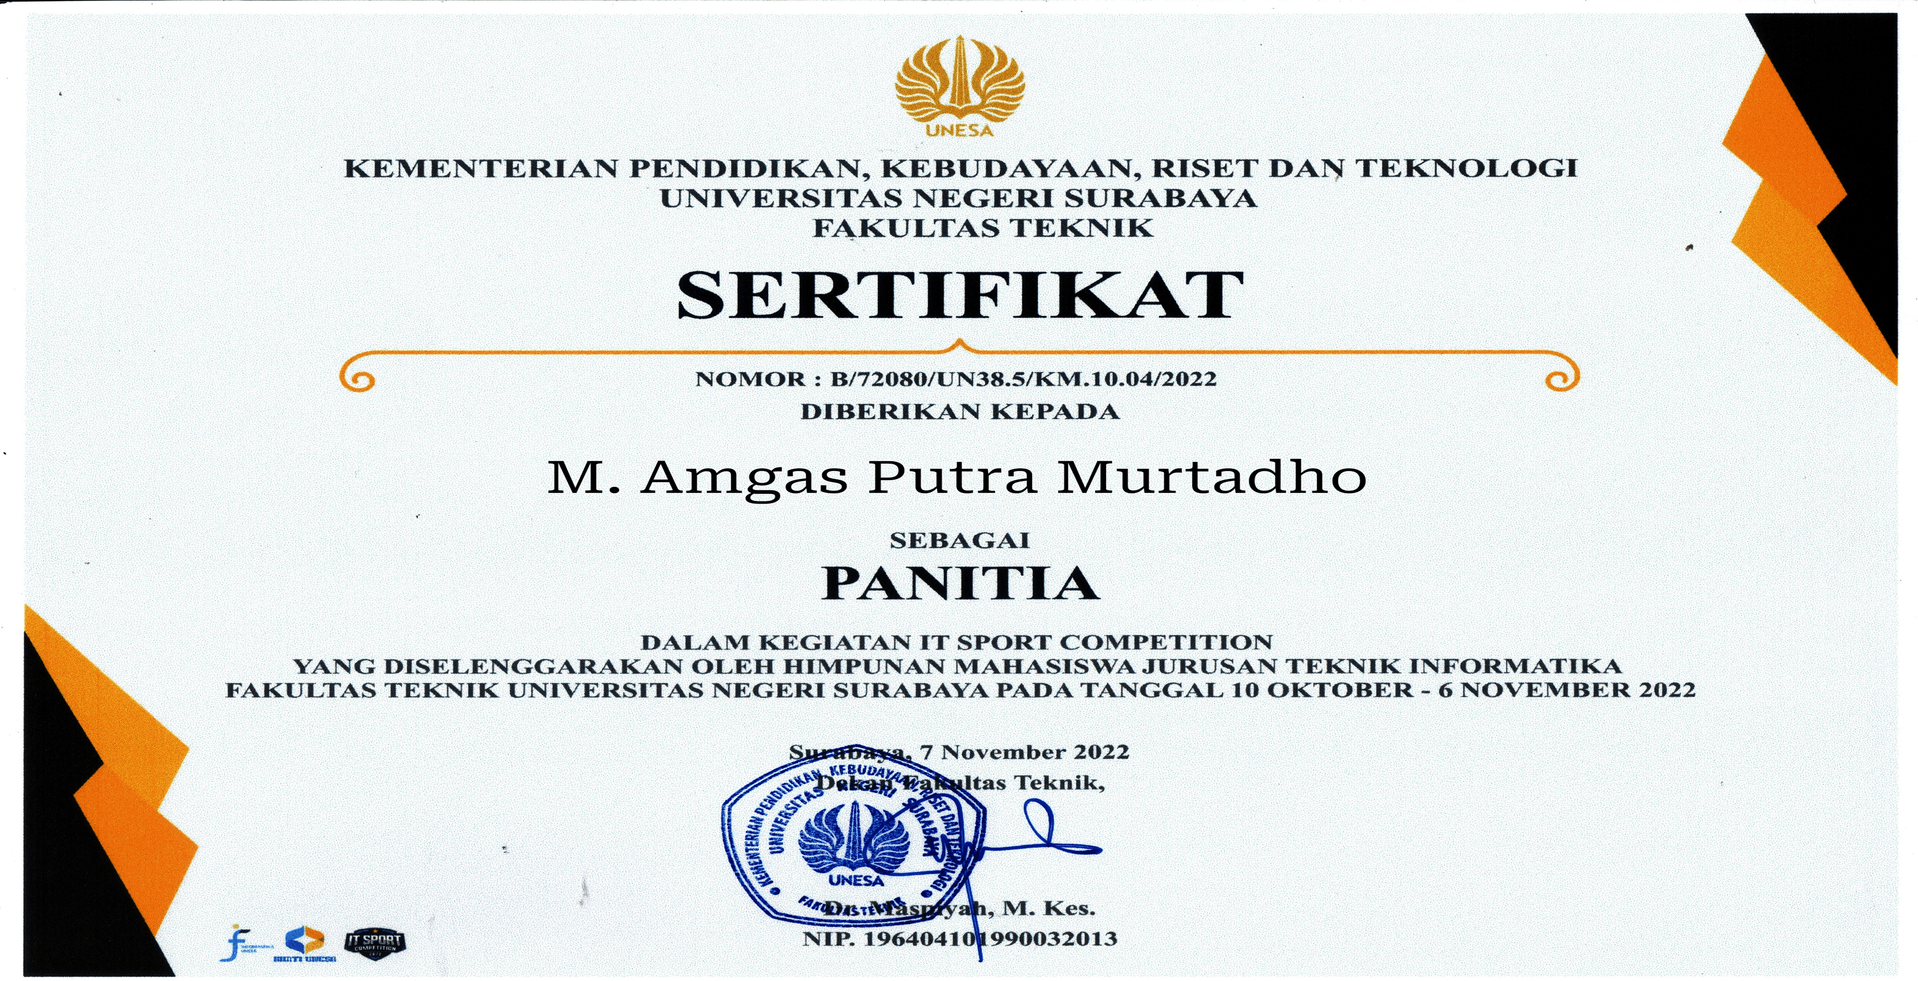 UNESA
KEMENTERIAN PENDIDIKAN, KEBUDAYAAN, RISET DAN TEKNOLOGI
UNIVERSITAS NEGERI SURABAYA
FAKULTAS TEKNIK
SERTIFIKAT
NOMOR : B/72080/UN38.5/KM.10.04/2022
DIBERIKAN KEPADA
M. Amgas Putra Murtadho
SEBAGAI
PANITIA
DALAM KEGIATAN IT SPORT COMPETITION
YANG DISELENGGARAKAN OLEH HIMPUNAN MAHASISWA JURUSAN TEKNIK INFORMATIKA
FAKULTAS TEKNIK UNIVERSITAS NEGERI SURABAYA PADA TANGGAL 10 OKTOBER - 6 NOVEMBER 2022
Surabaya, 7 November 2022
Dekan Fakultas Teknik,
KEMENTERIAN PENDIDIKAN, KEBUDAYAAN, RISET DAN TEKNOLOGI
UNIVERSITAS NEGERI SURABAYA
UNESA
FAKULTAS TEKNIK
Dr. Maspiyah, M. Kes.
NIP. 196404101990032013
IT SPORT
COMPETITION